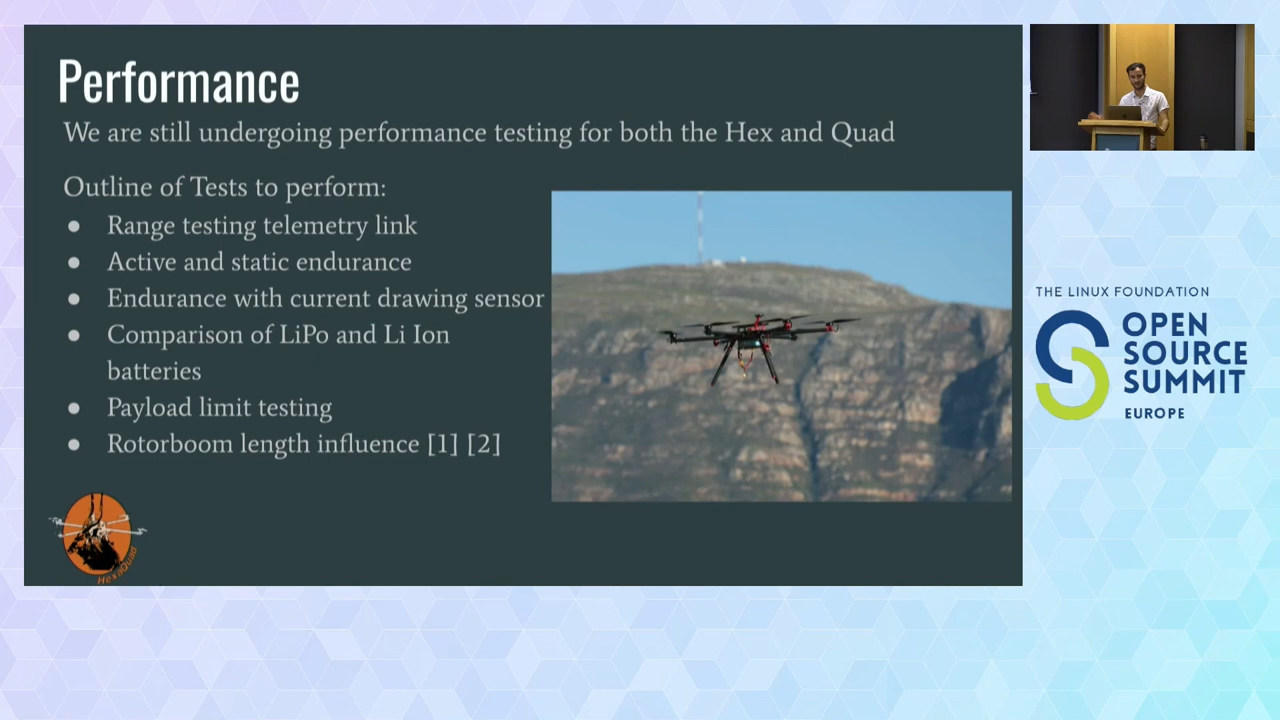 Performance
We are still undergoing performance testing for both the Hex and Quad
Outline of Tests to perform:
● Range testing telemetry link
● Active and static endurance
● Endurance with current drawing sensor
● Comparison of LiPo and Li Ion
batteries
● Payload limit testing
● Rotorboom length influence [1] [2]
HexaQuad
THE LINUX FOUNDATION
OPEN
SOURCE
SUMMIT
EUROPE